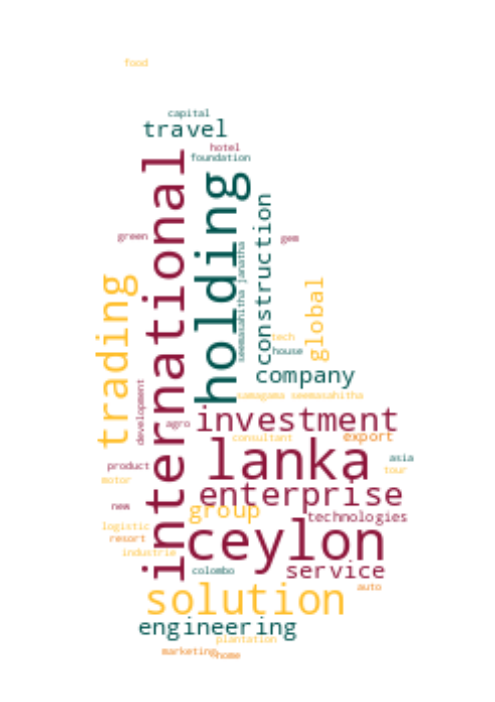 food
capital
travel
hotel
foundation
international
holding
construction
seemasahitha janatha
green
gem
trading
global
tech
house
company
development
samagama seemasahitha
agro
investment
consultant
export
lanka
asia
product
tour
motor
enterprise
new
group
technologies
logistic
ceylon
resort
industrie
service
colombo
auto
solution
engineering
plantation
marketing
home